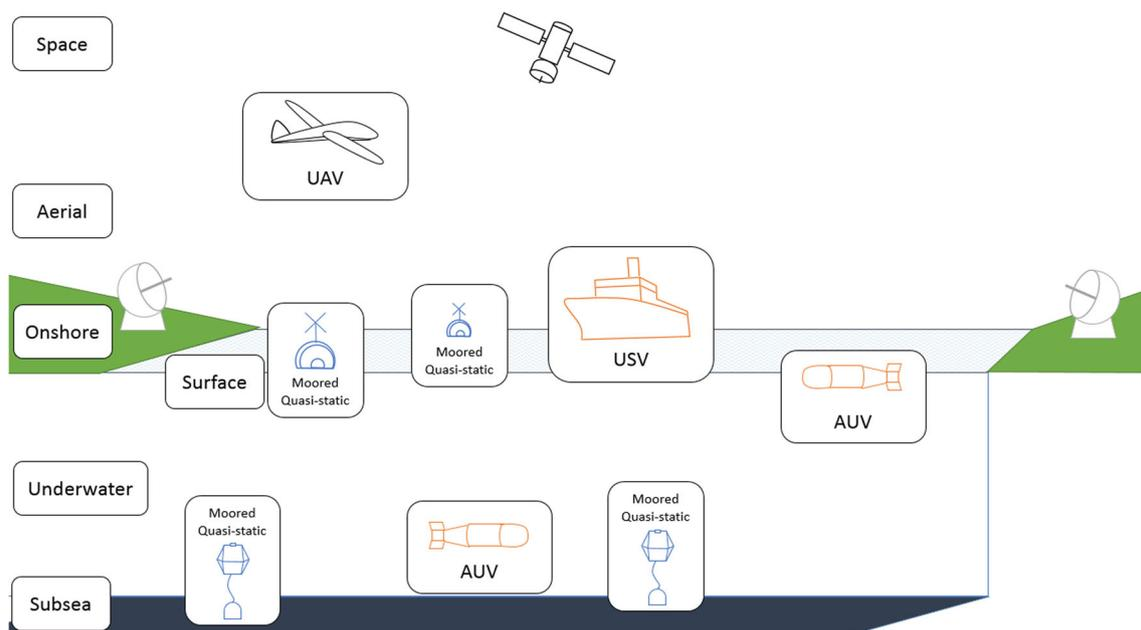 Space
UAV
Aerial
Onshore
Surface
Moored
Quasi-static
Moored
Quasi-static
USV
AUV
Underwater
Moored
Quasi-static
AUV
Moored
Quasi-static
Subsea